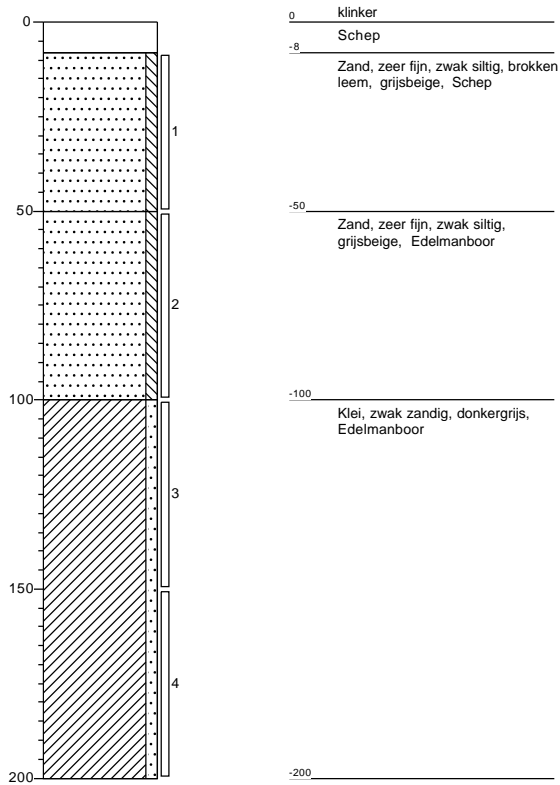 0
1
50
2
100
3
150
4
200
0
klinker
Schep
-8
Zand, zeer fijn, zwak siltig, brokken
leem, grijsbeige, Schep
-50
Zand, zeer fijn, zwak siltig,
grijsbeige, Edelmanboor
-100
Klei, zwak zandig, donkergrijs,
Edelmanboor
-200